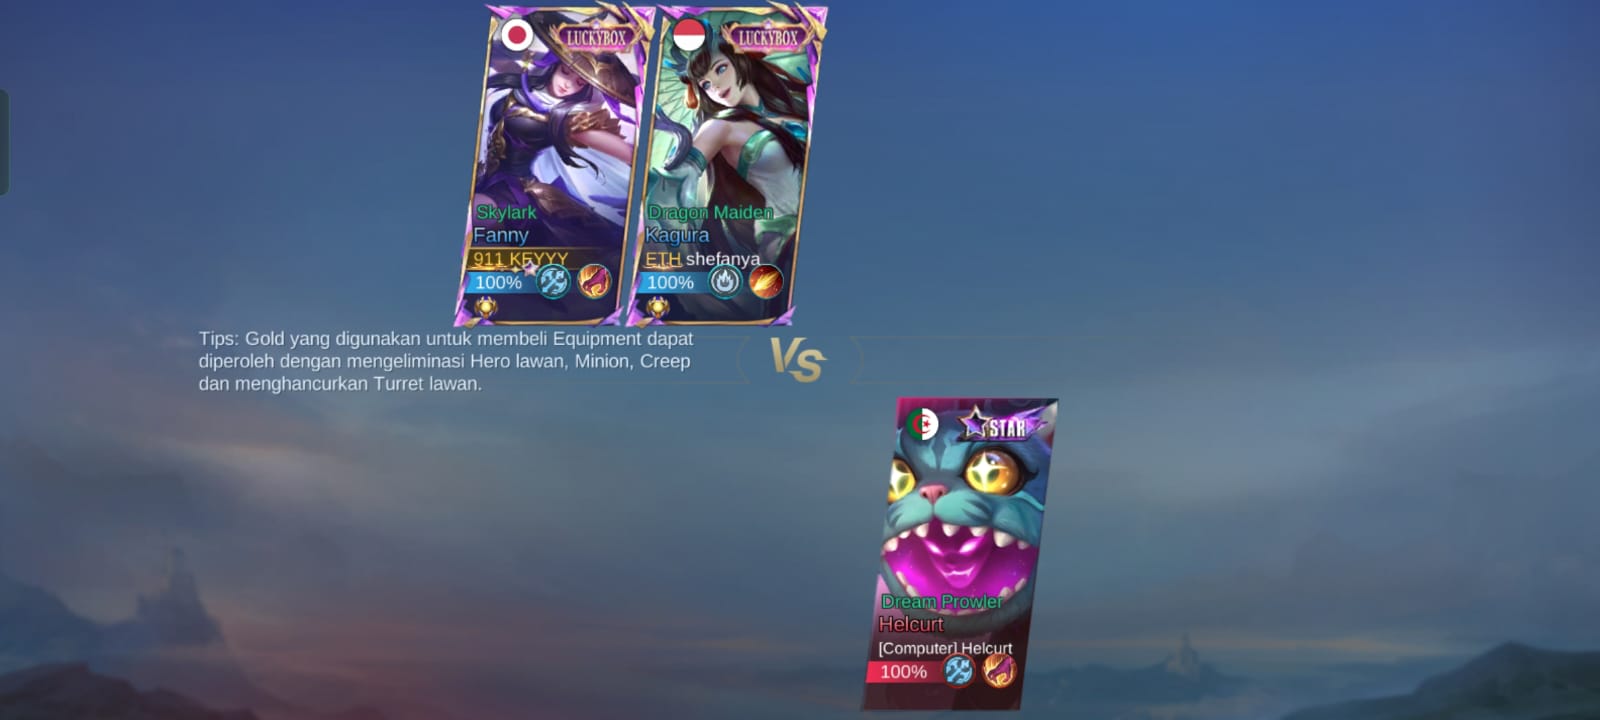 LUCKYBOX
Skylark
Fanny
911 KEYYY
100%
LUCKYBOX
Dragon Maiden
Kagura
ETH shefanya
100%
Tips: Gold yang digunakan untuk membeli Equipment dapat
diperoleh dengan mengeliminasi Hero lawan, Minion, Creep
dan menghancurkan Turret lawan.
VS
STAR
Dream Prowler
Helcurt
[Computer] Helcurt
100%